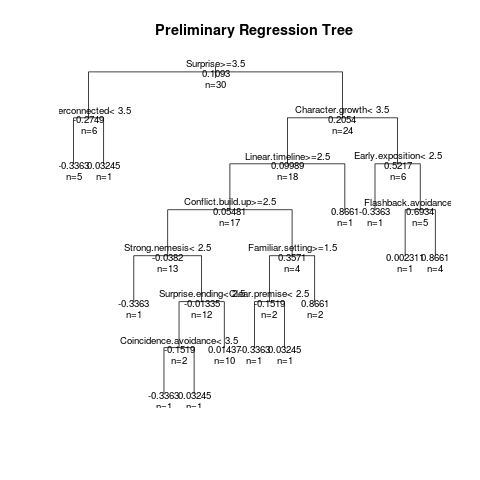 Preliminary Regression Tree
Surprise>=3.5
0.1093
n=30
erconnected< 3.5
-0.2749
n=6
Character.growth< 3.5
0.2054
n=24
-0.3363
n=5
0.03245
n=1
Linear.timeline>=2.5
0.09989
n=18
Early.exposition< 2.5
0.5217
n=6
Conflict.build.up>=2.5
0.05481
n=17
0.8661
n=1
-0.3363
n=1
Flashback.avoidance
0.6934
n=5
Strong.nemesis< 2.5
-0.0382
n=13
Familiar.setting>=1.5
0.3571
n=4
0.002311
n=1
0.8661
n=4
-0.3363
n=1
Surprise.ending< 2.5
-0.01335
n=12
Clear.premise< 2.5
-0.1519
n=2
0.8661
n=2
Coincidence.avoidance< 3.5
-0.1519
n=2
0.01437
n=10
-0.3363
n=1
0.03245
n=1
-0.3363
n=1
0.03245
n=1